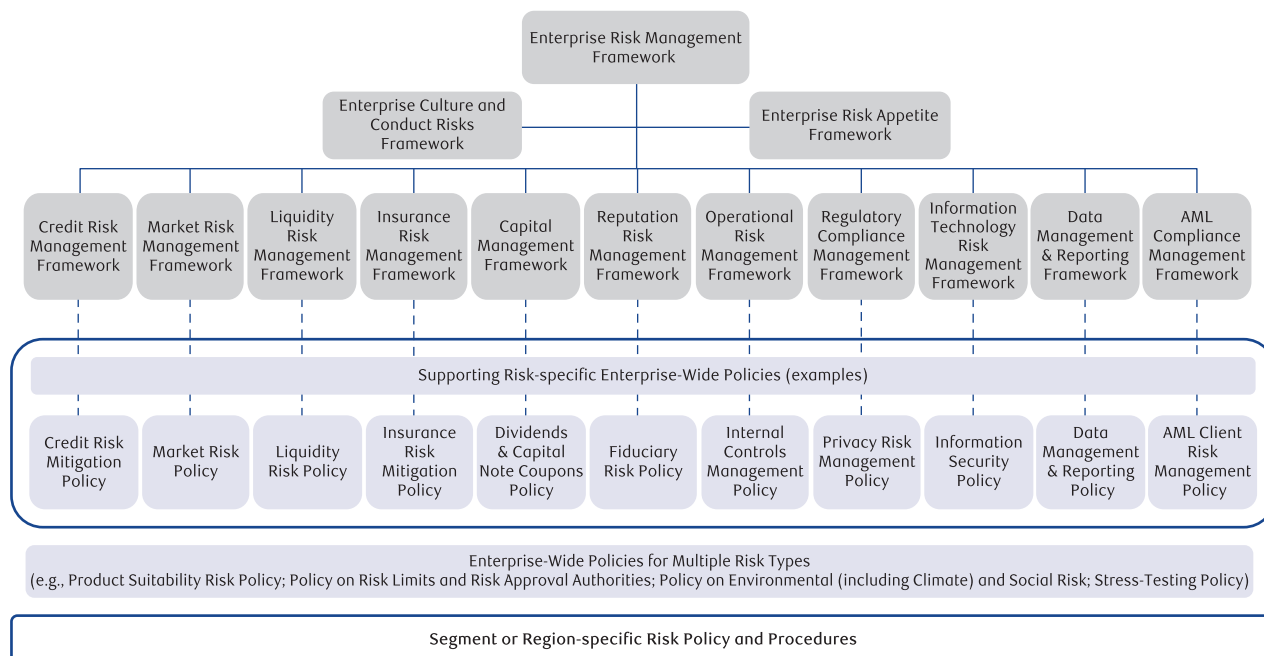 Enterprise Risk Management
Framework
Enterprise Culture and
Conduct Risks
Framework
Enterprise Risk Appetite
Framework
Credit Risk
Management
Framework
Market Risk
Management
Framework
Liquidity
Risk
Management
Framework
Insurance
Risk
Management
Framework
Capital
Management
Framework
Reputation
Risk
Management
Framework
Operational
Risk
Management
Framework
Regulatory
Compliance
Management
Framework
Information
Technology
Risk
Management
Framework
Data
Management
& Reporting
Framework
AML
Compliance
Management
Framework
Supporting Risk-specific Enterprise-Wide Policies (examples)
Credit Risk
Mitigation
Policy
Market Risk
Policy
Liquidity
Risk Policy
Insurance
Risk
Mitigation
Policy
Dividends
& Capital
Note Coupons
Policy
Fiduciary
Risk Policy
Internal
Controls
Management
Policy
Privacy Risk
Management
Policy
Information
Security
Policy
Data
Management
& Reporting
Policy
AML Client
Risk
Management
Policy
Enterprise-Wide Policies for Multiple Risk Types
(e.g., Product Suitability Risk Policy; Policy on Risk Limits and Risk Approval Authorities; Policy on Environmental (including Climate) and Social Risk; Stress-Testing Policy)
Segment or Region-specific Risk Policy and Procedures